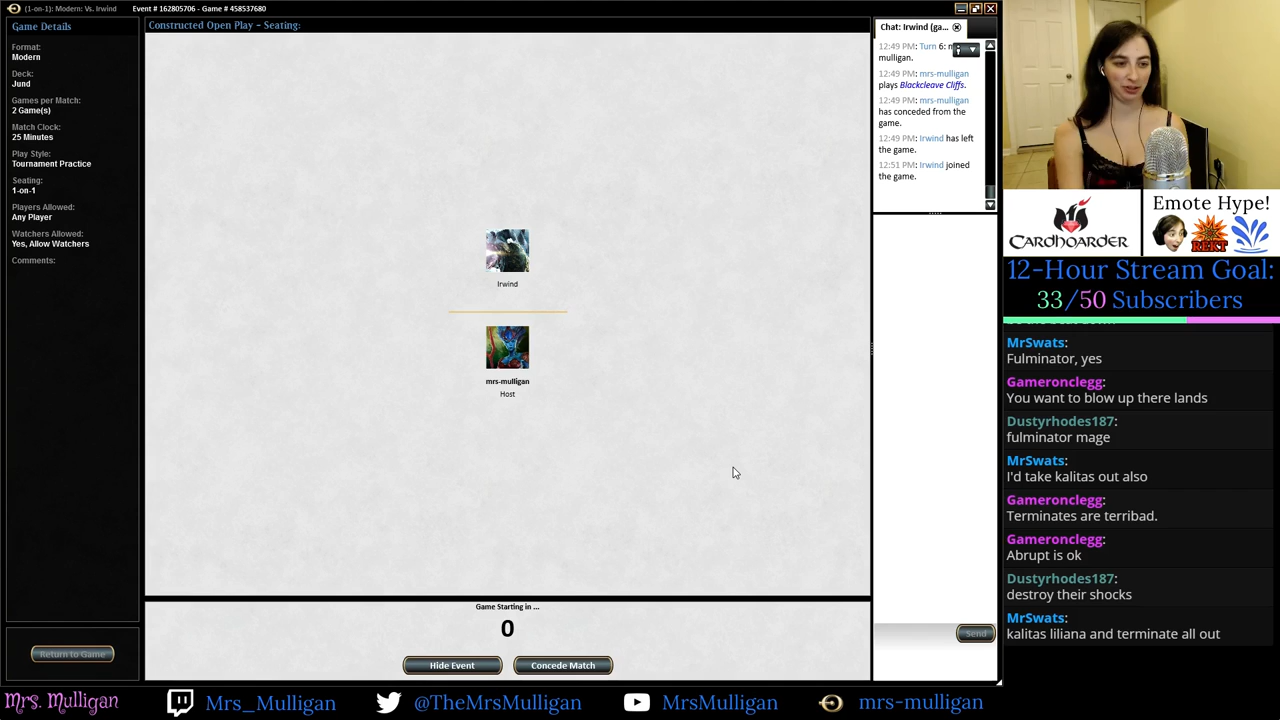 (1-on-1): Modern: Vs. Irwind
Event # 162805706 - Game # 458537680
Game Details
Format:
Modern
Deck:
Jund
Games per Match:
2 Game(s)
Match Clock:
25 Minutes
Play Style:
Tournament Practice
Seating:
1-on-1
Players Allowed:
Any Player
Watchers Allowed:
Yes, Allow Watchers
Comments:
Return to Game
Constructed Open Play - Seating:
Irwind
mrs-mulligan
Host
Game Starting in ...
0
Hide Event
Concede Match
Chat: Irwind (ga...
12:49 PM: Turn 6:
mulligan.
12:49 PM: mrs-mulligan
plays Blackcleave Cliffs.
12:49 PM: mrs-mulligan
has conceded from the
game.
12:49 PM: Irwind has left
the game.
12:51 PM: Irwind joined
the game.
Send
CARDHOARDER
Emote Hype!
REKT
12-Hour Stream Goal:
33/50 Subscribers
MrSwats:
Fulminator, yes
Gameronclegg:
You want to blow up there lands
Dustyrhodes187:
fulminator mage
MrSwats:
I'd take kalitas out also
Gameronclegg:
Terminates are terribad.
Gameronclegg:
Abrupt is ok
Dustyrhodes187:
destroy their shocks
MrSwats:
kalitas liliana and terminate all out
Mrs. Mulligan
Mrs_Mulligan
@TheMrsMulligan
MrsMulligan
mrs-mulligan